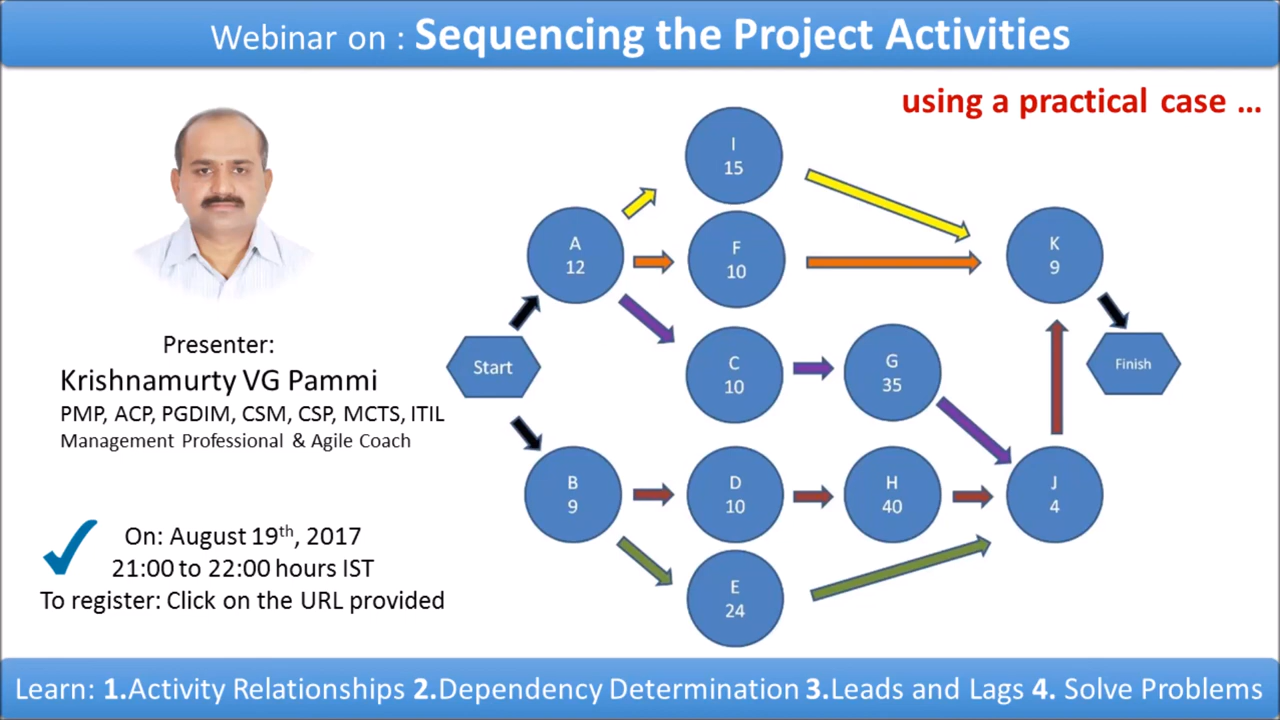 Webinar on : Sequencing the Project Activities
using a practical case ...
I
15
A
12
F
10
K
9
Start
C
10
G
35
Finish
B
9
D
10
H
40
J
4
E
24
Presenter:
Krishnamurty VG Pammi
PMP, ACP, PGDIM, CSM, CSP, MCTS, ITIL
Management Professional & Agile Coach
On: August 19th, 2017
21:00 to 22:00 hours IST
To register: Click on the URL provided
Learn: 1.Activity Relationships 2.Dependency Determination 3.Leads and Lags 4. Solve Problems